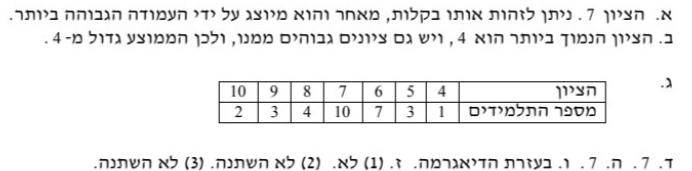 א. הציון 7. ניתן לזהות אותו בקלות, מאחר והוא מיוצג על ידי העמודה הגבוהה ביותר.
ב. הציון הנמוך ביותר הוא 4, ויש גם ציונים גבוהים ממנו, ולכן הממוצע גדול מ-4.
ג.
הציון 4 5 6 7 8 9 10
מספר התלמידים 1 3 7 10 4 3 2
ד. 7. ה. 7. ו. בעזרת הדיאגרמה. ז. (1) לא. (2) לא השתנה. (3) לא השתנה.